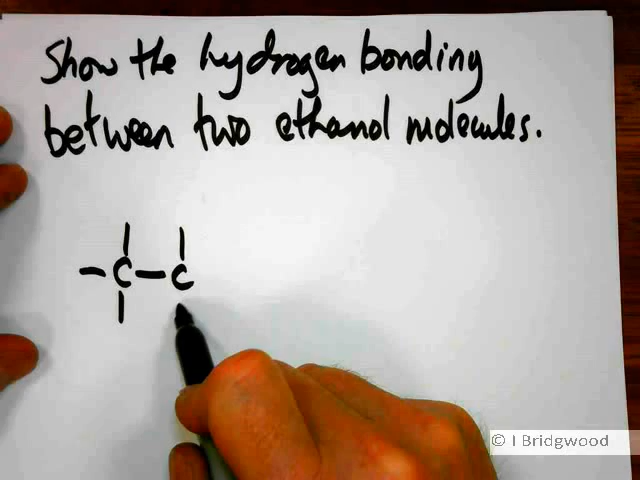 Show the hydrogen bonding
between two ethanol molecules.
C C
© I Bridgwood